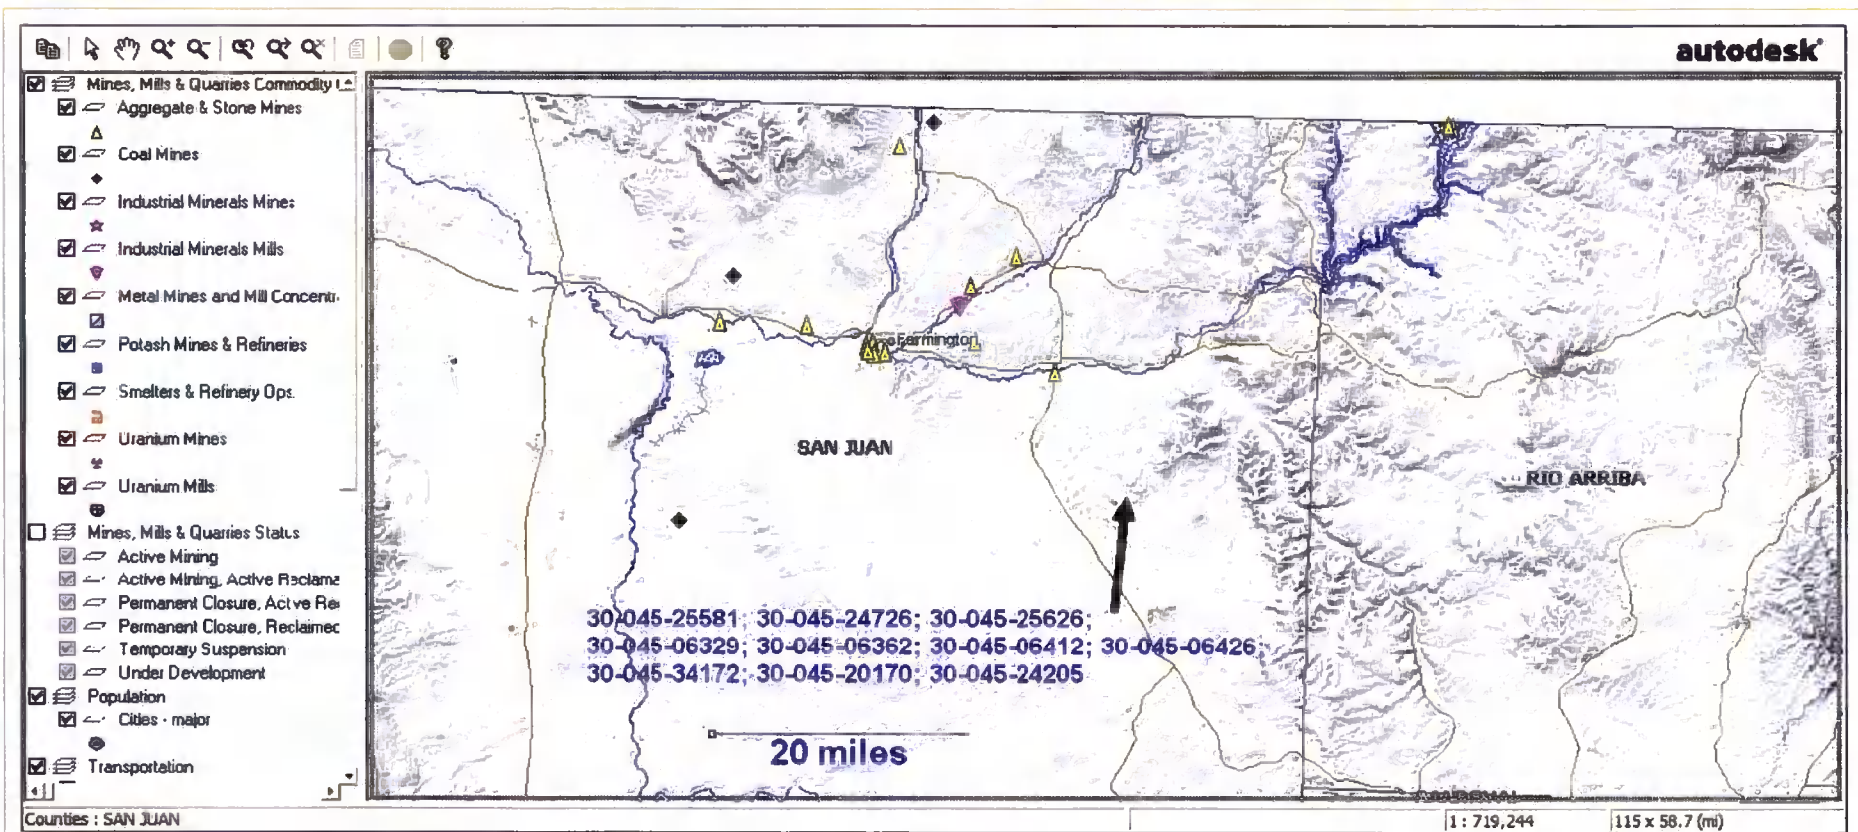 autodesk
Mines, Mills & Quarries Commodity
Aggregate & Stone Mines
Coal Mines
Industrial Minerals Mines
Industrial Minerals Mills
Metal Mines and Mill Concentr
Potash Mines & Refineries
Smelters & Refinery Ops.
Uranium Mines
Uranium Mills
Mines, Mills & Quarries Status
Active Mining
Active Mining, Active Reclama
Permanent Closure, Active Re
Permanent Closure, Reclaimec
Temporary Suspension
Under Development
Population
Cities - major
Transportation
Farmington
SAN JUAN
RIO ARRIBA
30-045-25581; 30-045-24726; 30-045-25626;
30-045-06329; 30-045-06362; 30-045-06412; 30-045-06426;
30-045-34172; 30-045-20170; 30-045-24205
20 miles
Counties : SAN JUAN
1 : 719,244
115 x 58.7 (mi)